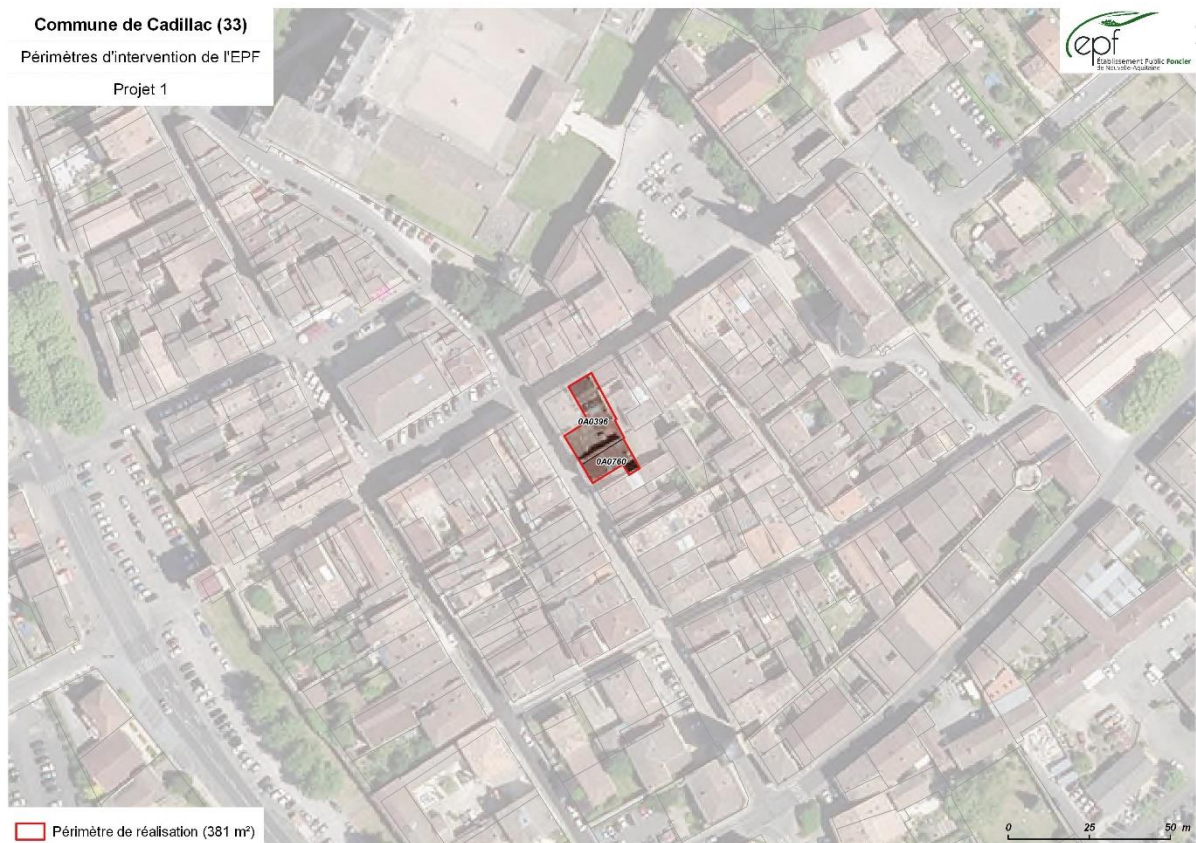 Commune de Cadillac (33)
Périmètres d'intervention de l'EPF
Projet 1
epf
Établissement Public Foncier
de Nouvelle-Aquitaine
0A0396
0A0760
Périmètre de réalisation (381 m²)
0 25 50 m